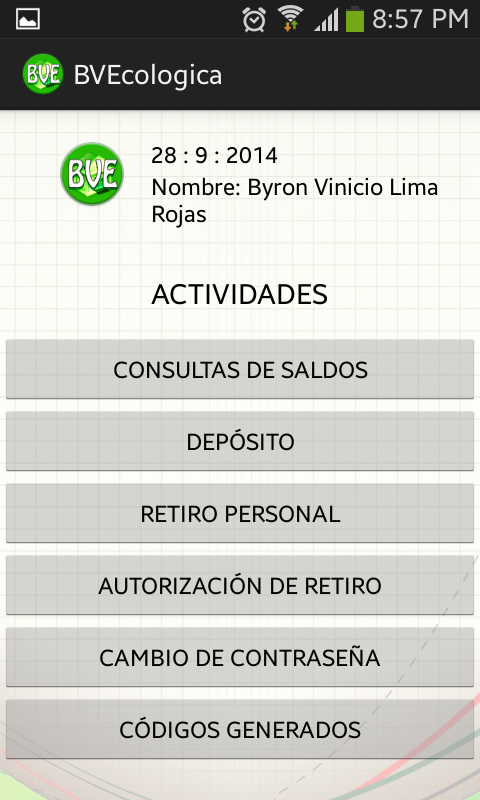 8:57 PM
BVE BVEcologica
BVE
28 : 9 : 2014
Nombre: Byron Vinicio Lima
Rojas
ACTIVIDADES
CONSULTAS DE SALDOS
DEPÓSITO
RETIRO PERSONAL
AUTORIZACIÓN DE RETIRO
CAMBIO DE CONTRASEÑA
CÓDIGOS GENERADOS